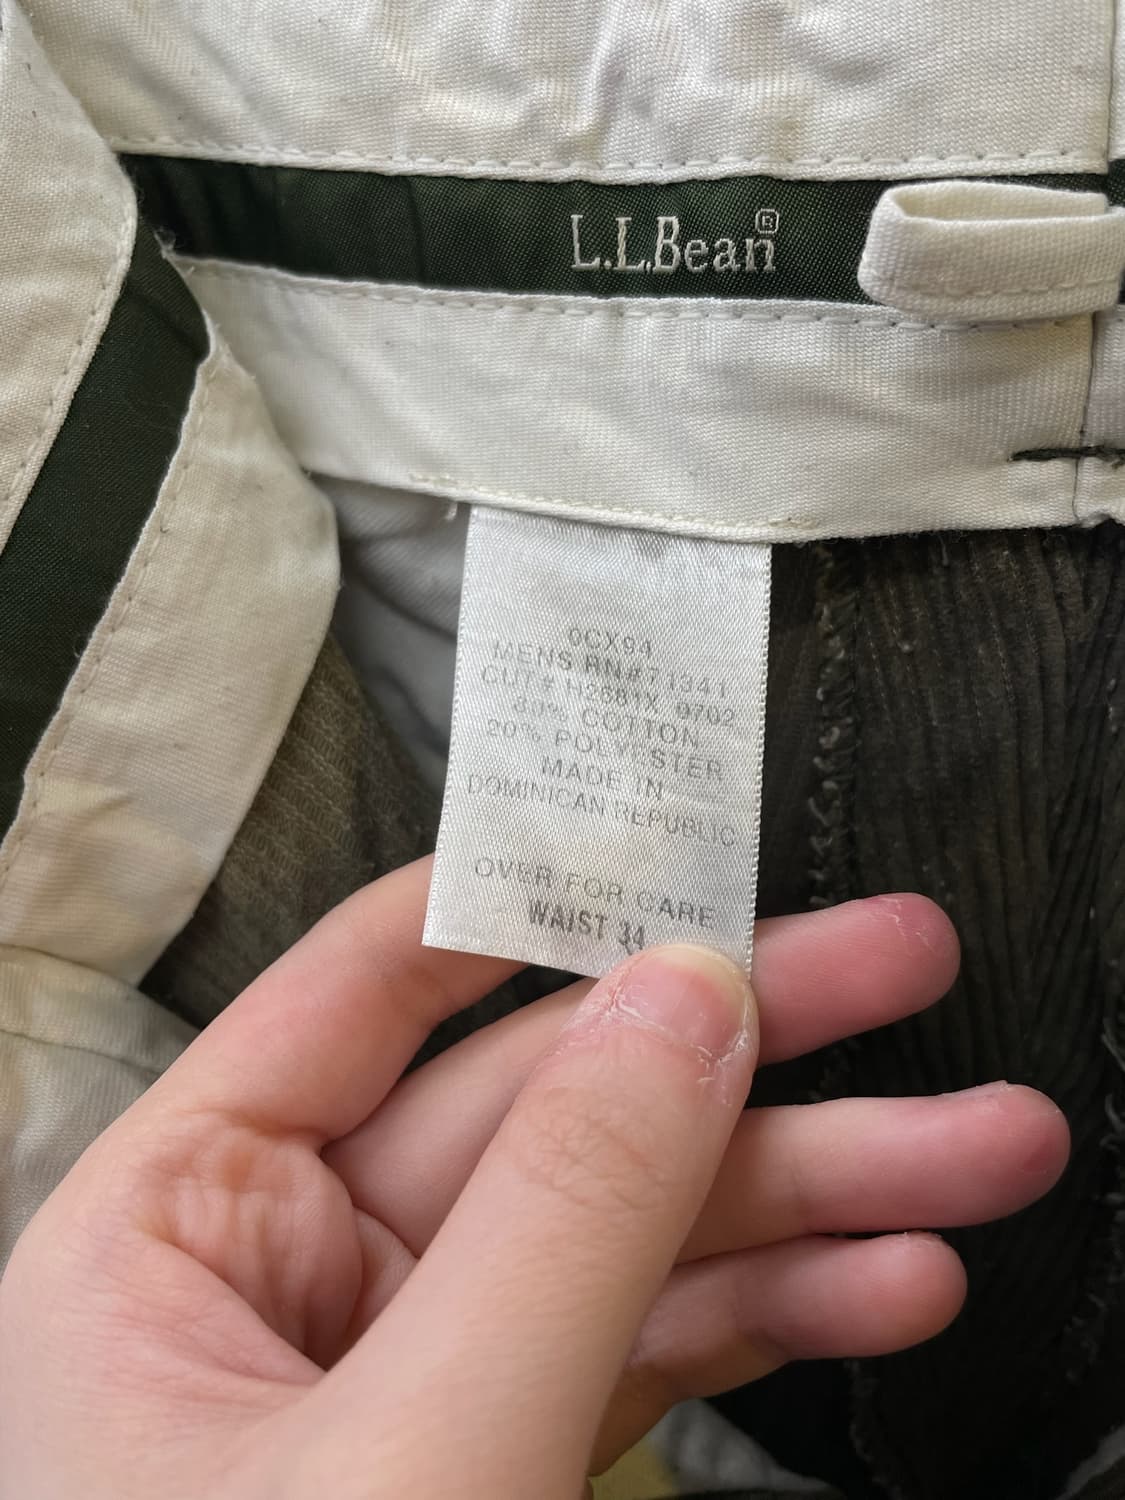 L.L.Bean®
0CX94
MENS RN#71341
CUT# H2681X 0702
80% COTTON
20% POLYESTER
MADE IN
DOMINICAN REPUBLIC
OVER FOR CARE
WAIST 34